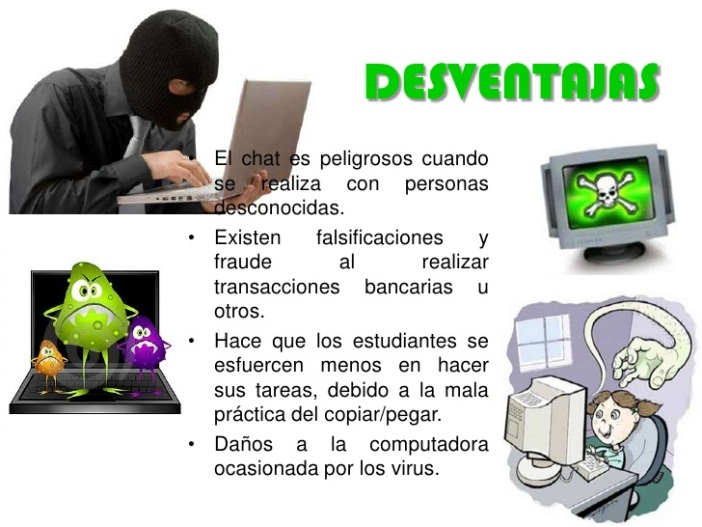 DESVENTAJAS
• El chat es peligrosos cuando
se realiza con personas
desconocidas.
• Existen falsificaciones y
fraude al realizar
transacciones bancarias u
otros.
• Hace que los estudiantes se
esfuercen menos en hacer
sus tareas, debido a la mala
práctica del copiar/pegar.
• Daños a la computadora
ocasionada por los virus.